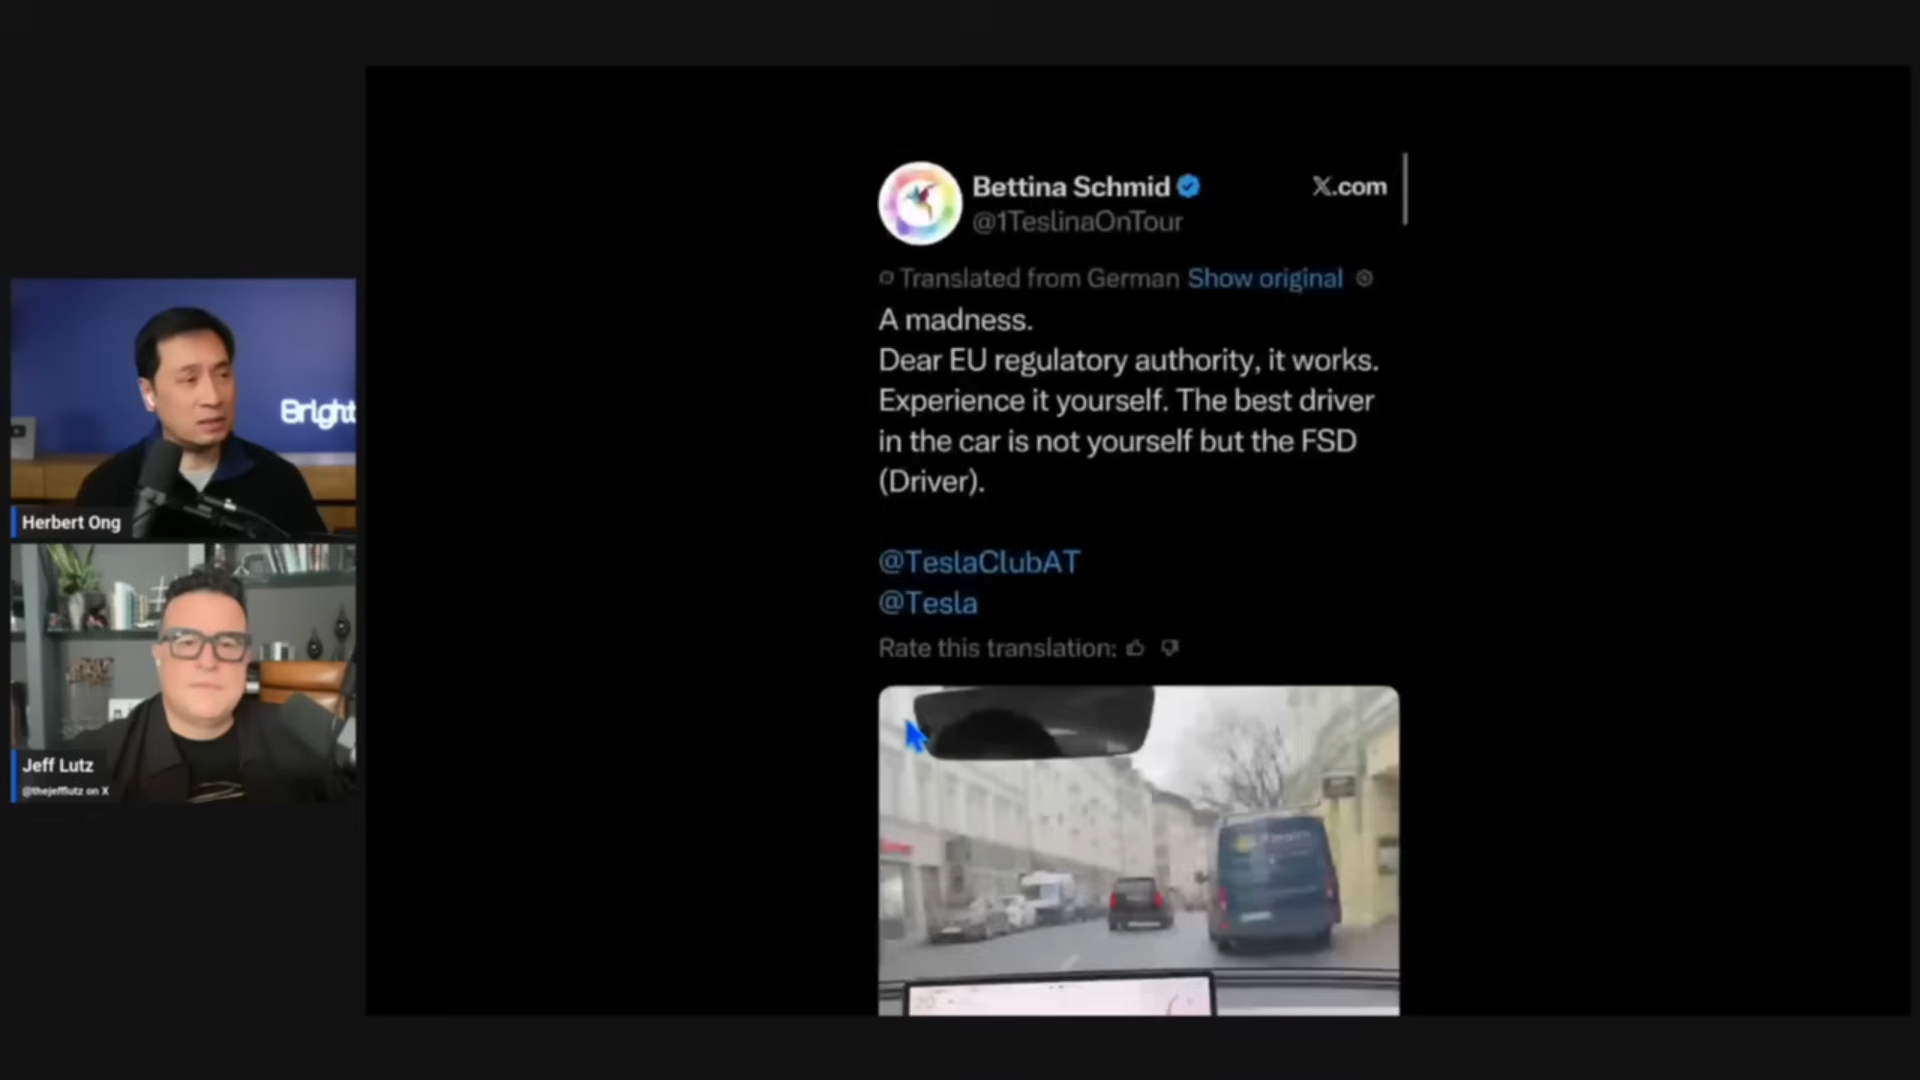 Bettina Schmid
X.com
@1TeslinaOnTour
Translated from German Show original
A madness.
Dear EU regulatory authority, it works.
Experience it yourself. The best driver
in the car is not yourself but the FSD
(Driver).
@TeslaClubAT
@Tesla
Rate this translation:
Bright
Herbert Ong
Jeff Lutz
@thejefflutz on X